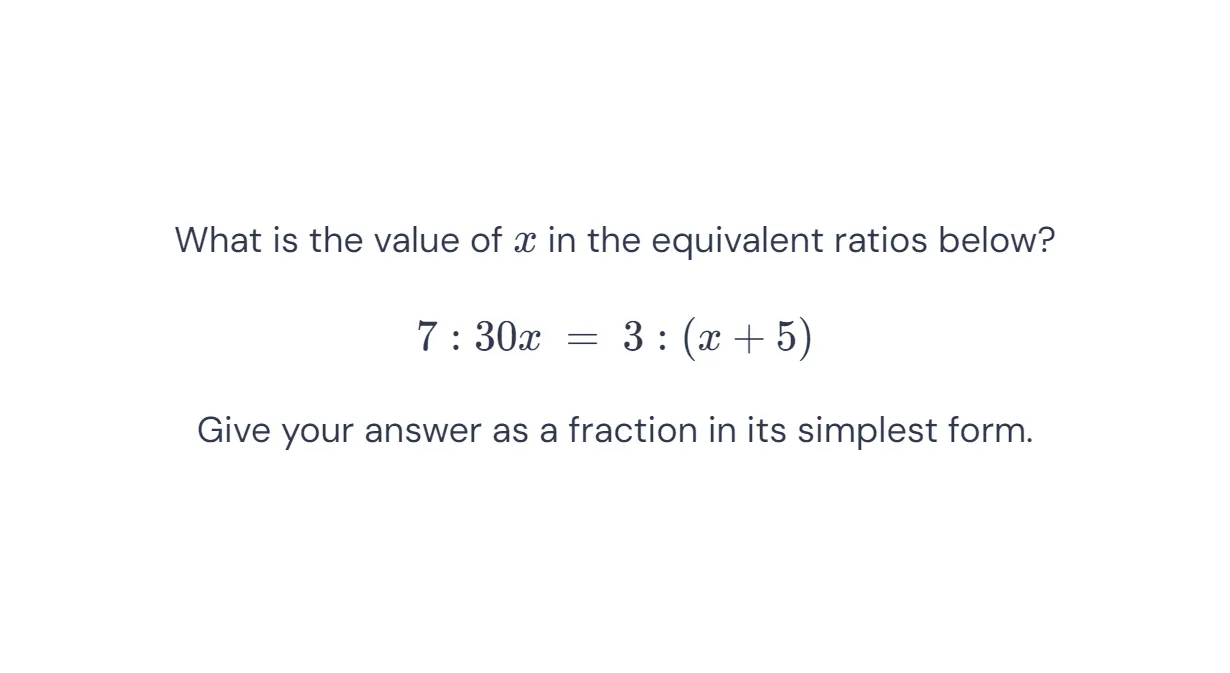 What is the value of x in the equivalent ratios below?
7 : 30x = 3 : (x + 5)
Give your answer as a fraction in its simplest form.